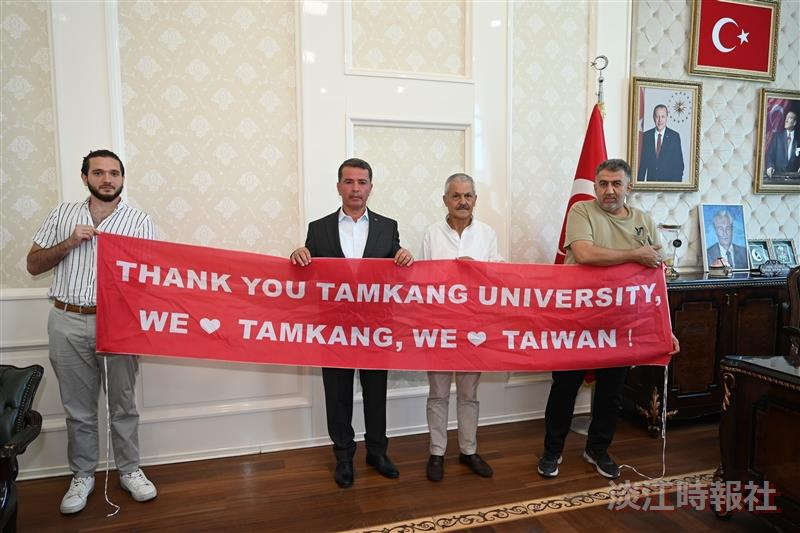 THANK YOU TAMKANG UNIVERSITY,
WE ♥ TAMKANG, WE ♥ TAIWAN !
淡江時報社